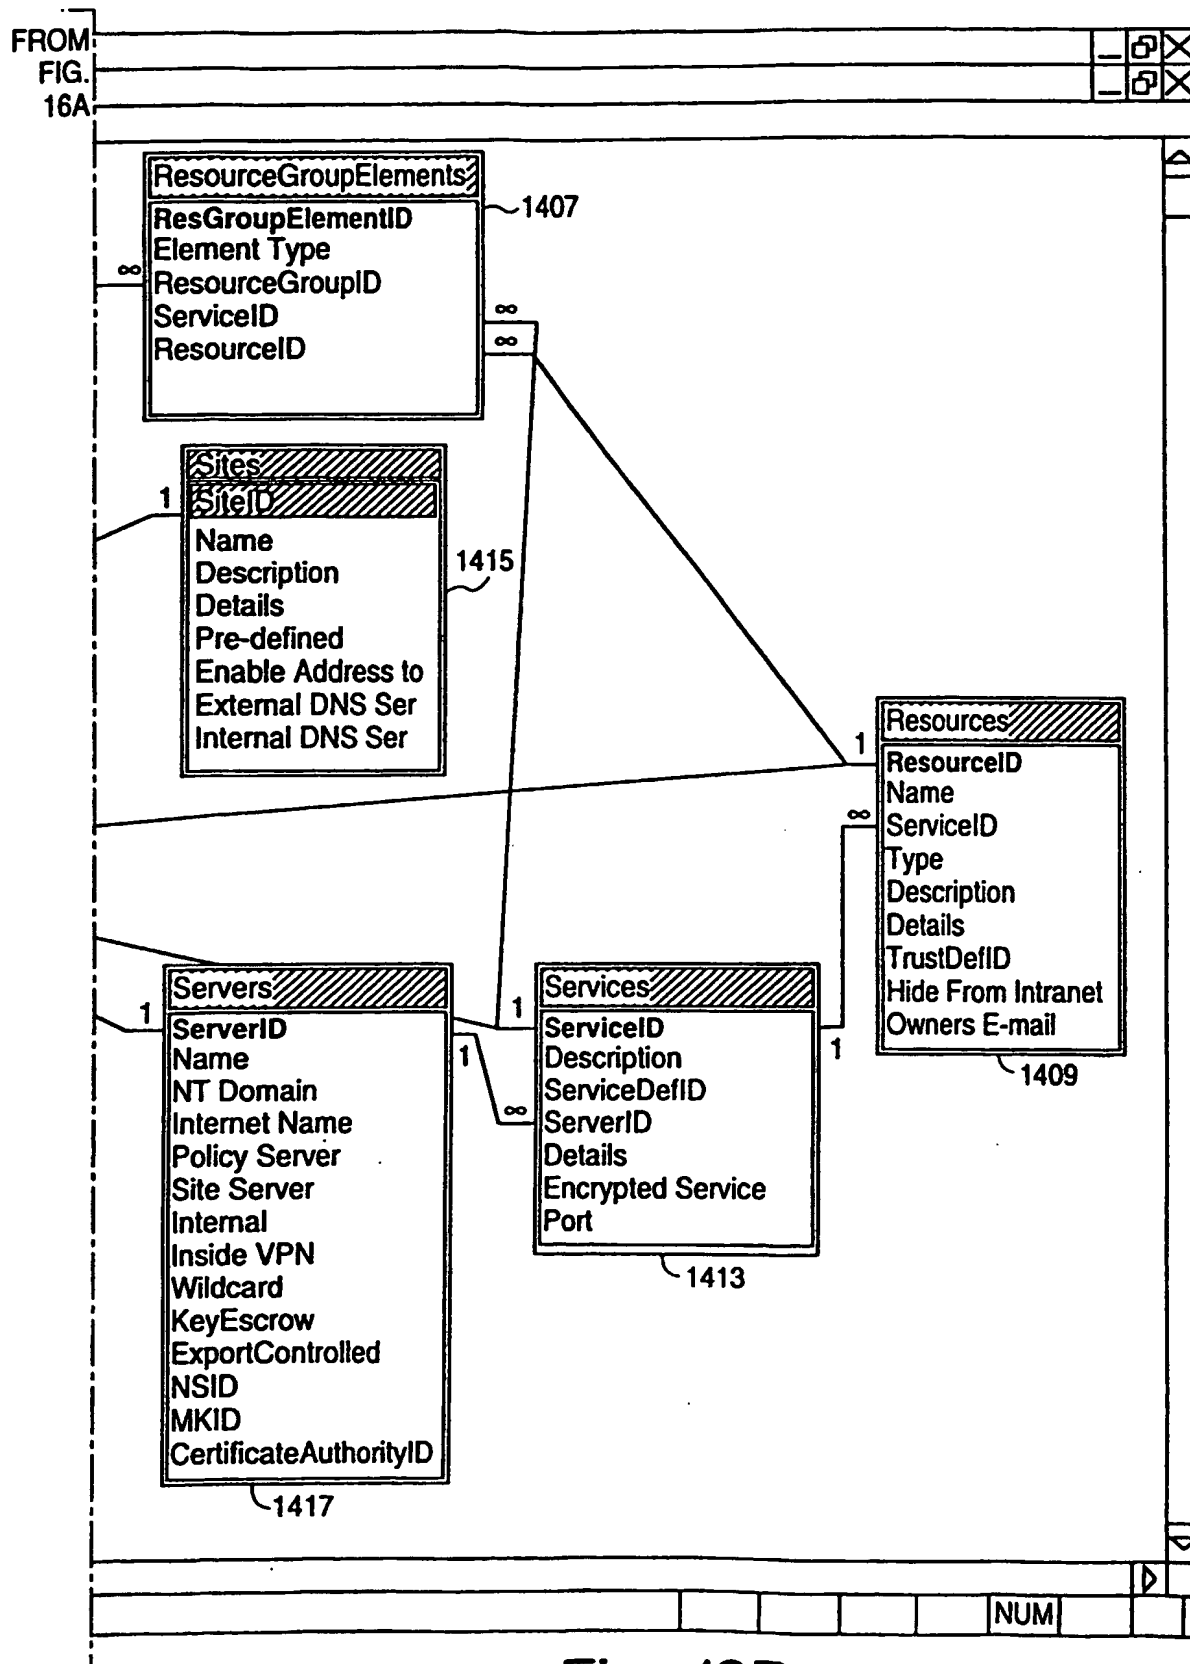 FROM
FIG.
16A
ResourceGroupElements
ResGroupElementID
Element Type
ResourceGroupID
ServiceID
ResourceID
1407
∞
∞
∞
Sites
SiteID
Name
Description
Details
Pre-defined
Enable Address to
External DNS Ser
Internal DNS Ser
1
1415
Resources
ResourceID
Name
ServiceID
Type
Description
Details
TrustDefID
Hide From Intranet
Owners E-mail
1
∞
1409
Servers
ServerID
Name
NT Domain
Internet Name
Policy Server
Site Server
Internal
Inside VPN
Wildcard
KeyEscrow
ExportControlled
NSID
MKID
CertificateAuthorityID
1
1
1417
Services
ServiceID
Description
ServiceDefID
ServerID
Details
Encrypted Service
Port
1
∞
1
1413
NUM